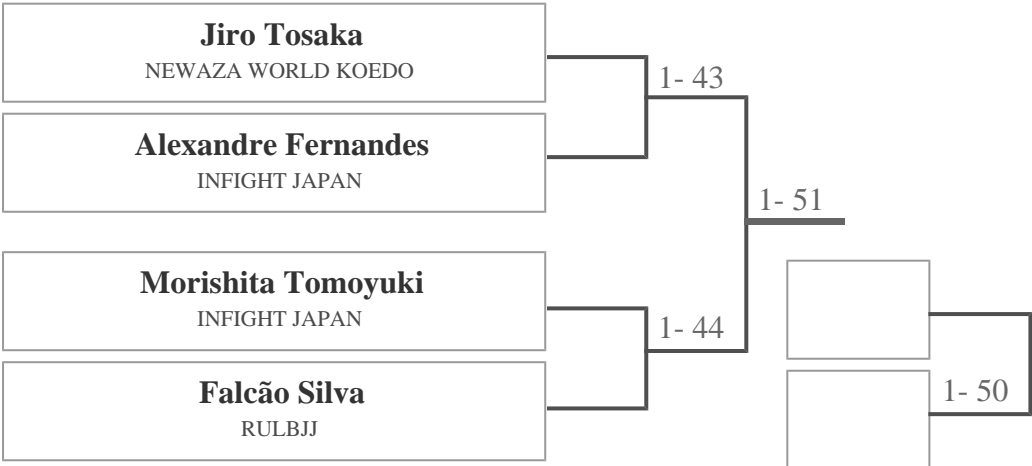 Jiro Tosaka
NEWAZA WORLD KOEDO
1- 43
Alexandre Fernandes
INFIGHT JAPAN
1- 51
Morishita Tomoyuki
INFIGHT JAPAN
1- 44
Falcão Silva
RULBJJ
1- 50